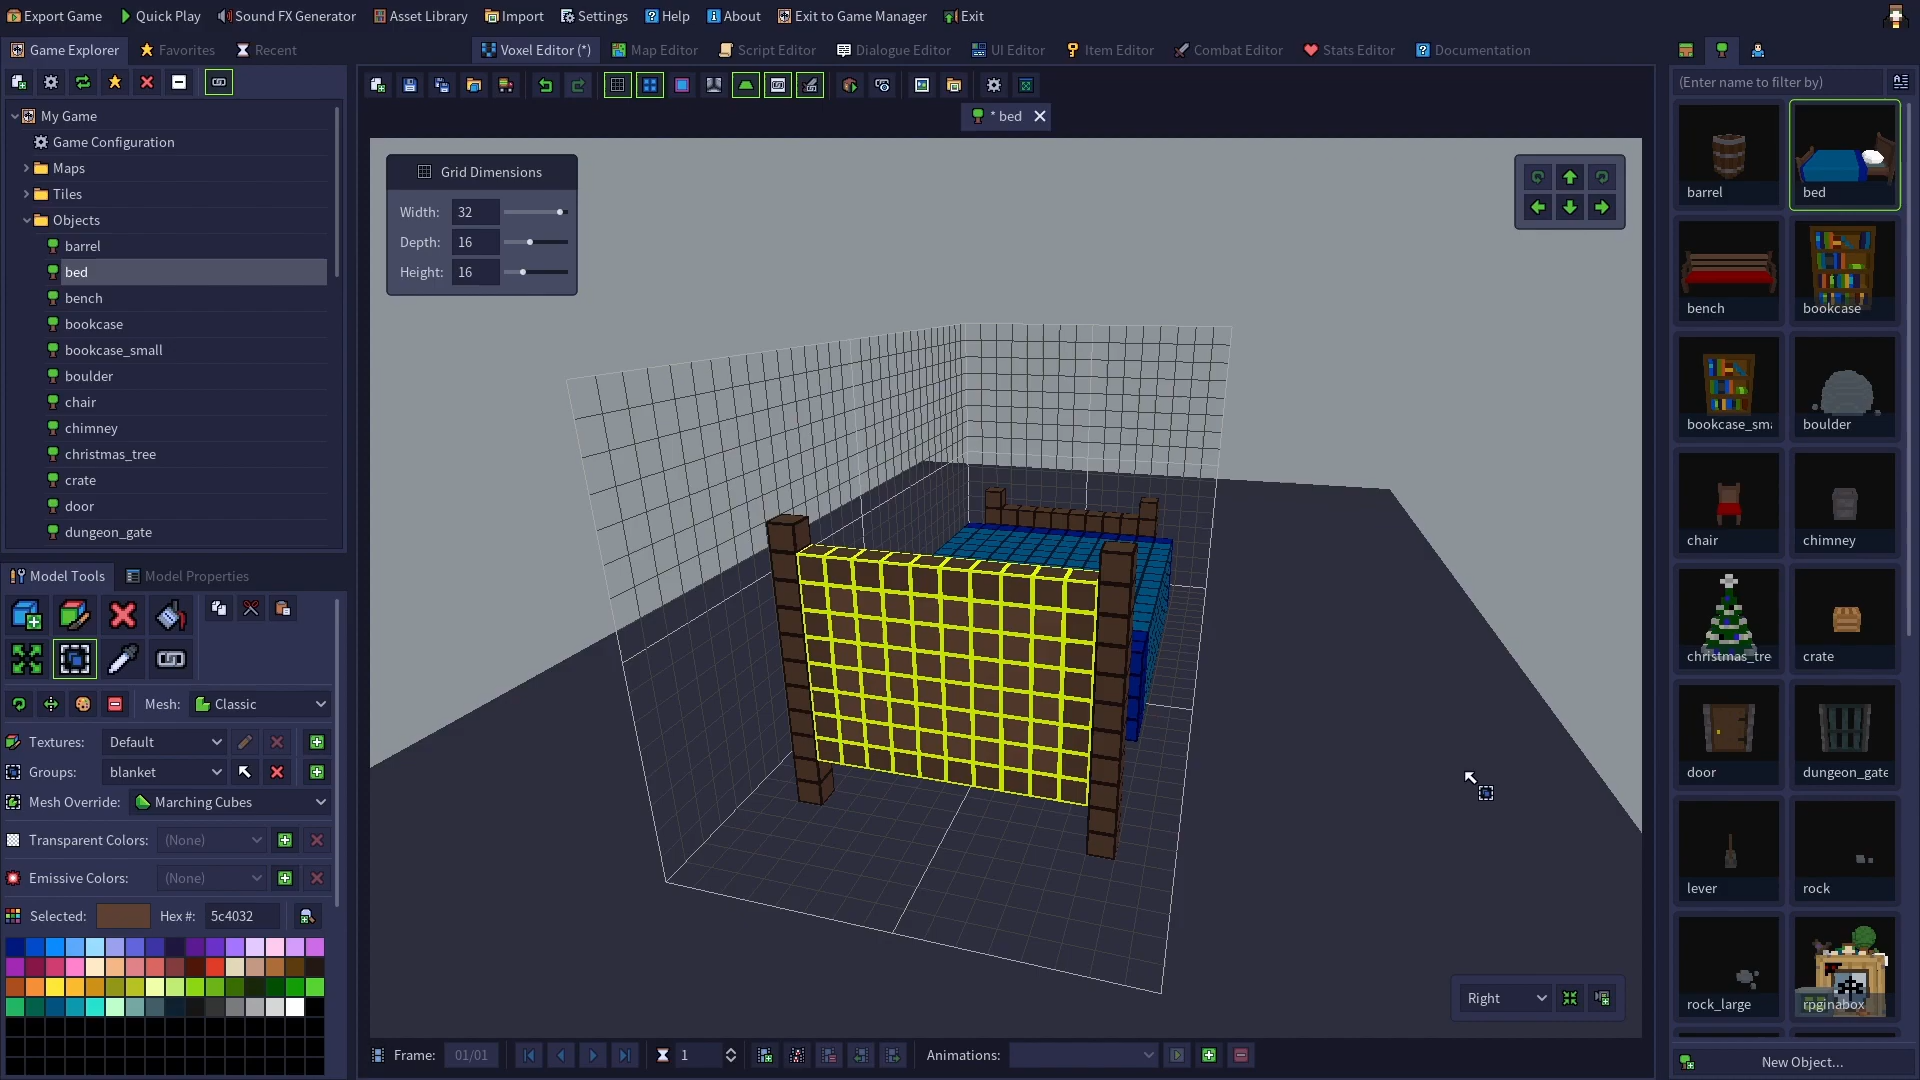 Export Game
Quick Play
Sound FX Generator
Asset Library
Import
Settings
Help
About
Exit to Game Manager
Exit
Game Explorer
Favorites
Recent
Voxel Editor (*)
Map Editor
Script Editor
Dialogue Editor
UI Editor
Item Editor
Combat Editor
Stats Editor
Documentation
(Enter name to filter by)
* bed
My Game
Game Configuration
Maps
Tiles
Objects
barrel
bed
bench
bookcase
bookcase_small
boulder
chair
chimney
christmas_tree
crate
door
dungeon_gate
Grid Dimensions
Width: 32
Depth: 16
Height: 16
Model Tools
Model Properties
Mesh: Classic
Textures: Default
Groups: blanket
Mesh Override: Marching Cubes
Transparent Colors: (None)
Emissive Colors: (None)
Selected:
Hex #: 5c4032
Right
Frame: 01/01
1
Animations:
barrel
bed
bench
bookcase
bookcase_sma
boulder
chair
chimney
christmas_tre
crate
door
dungeon_gate
lever
rock
rock_large
rpginabox
New Object...